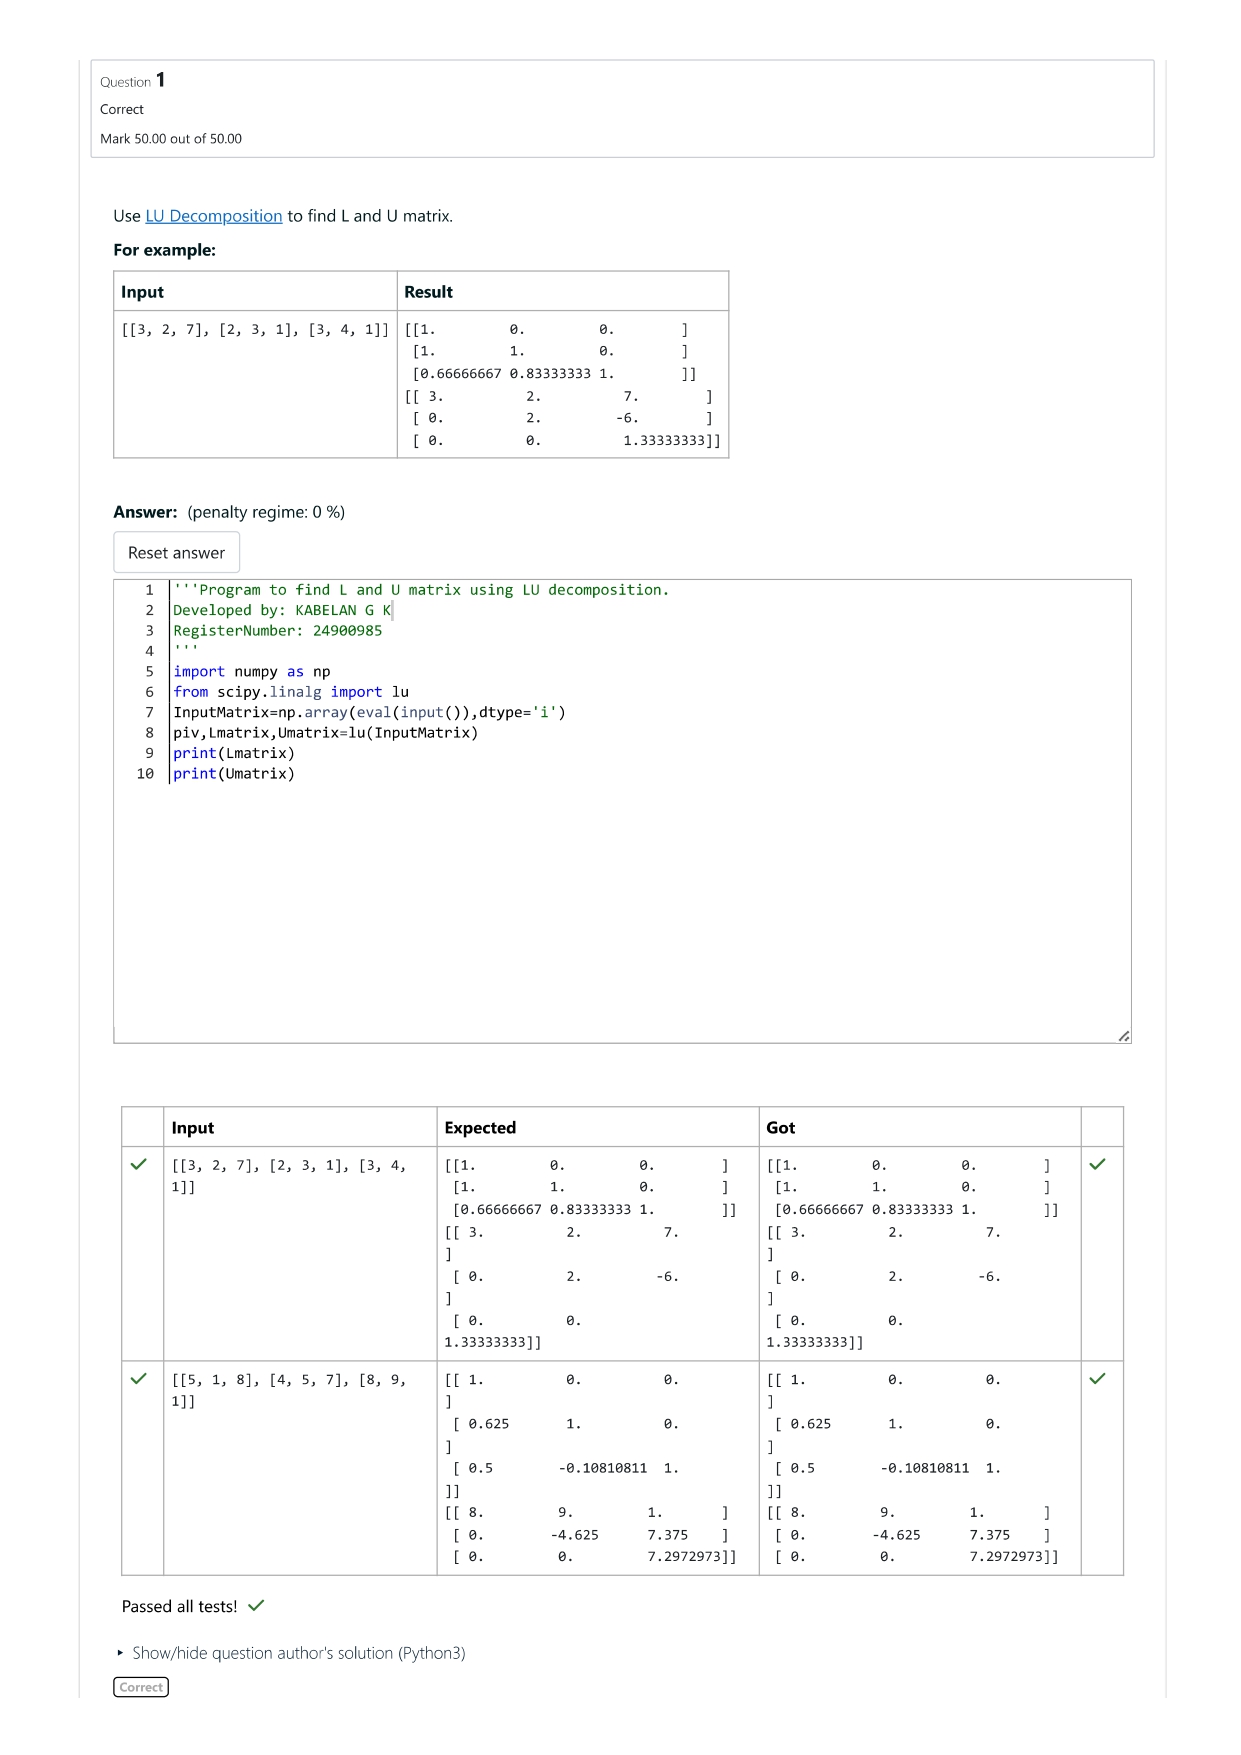 Question 1
Correct
Mark 50.00 out of 50.00
Use LU Decomposition to find L and U matrix.
For example:
Input Result
[[3, 2, 7], [2, 3, 1], [3, 4, 1]] [[1. 0. 0. ]
[1. 1. 0. ]
[0.66666667 0.83333333 1. ]]
[[ 3. 2. 7. ]
[ 0. 2. -6. ]
[ 0. 0. 1.33333333]]
Answer: (penalty regime: 0 %)
Reset answer
1 '''Program to find L and U matrix using LU decomposition.
2 Developed by: KABELAN G K
3 RegisterNumber: 24900985
4 '''
5 import numpy as np
6 from scipy.linalg import lu
7 InputMatrix=np.array(eval(input()),dtype='i')
8 piv,Lmatrix,Umatrix=lu(InputMatrix)
9 print(Lmatrix)
10 print(Umatrix)
Input Expected Got
[[3, 2, 7], [2, 3, 1], [3, 4, [[1. 0. 0. ] [[1. 0. 0. ]
1]] [1. 1. 0. ] [1. 1. 0. ]
[0.66666667 0.83333333 1. ]] [0.66666667 0.83333333 1. ]]
[[ 3. 2. 7. [[ 3. 2. 7.
] ]
[ 0. 2. -6. [ 0. 2. -6.
] ]
[ 0. 0. [ 0. 0.
1.33333333]] 1.33333333]]
[[5, 1, 8], [4, 5, 7], [8, 9, [[ 1. 0. 0. [[ 1. 0. 0.
1]] ] ]
[ 0.625 1. 0. [ 0.625 1. 0.
] ]
[ 0.5 -0.10810811 1. [ 0.5 -0.10810811 1.
]] ]]
[[ 8. 9. 1. ] [[ 8. 9. 1. ]
[ 0. -4.625 7.375 ] [ 0. -4.625 7.375 ]
[ 0. 0. 7.2972973]] [ 0. 0. 7.2972973]]
Passed all tests!
Show/hide question author's solution (Python3)
Correct